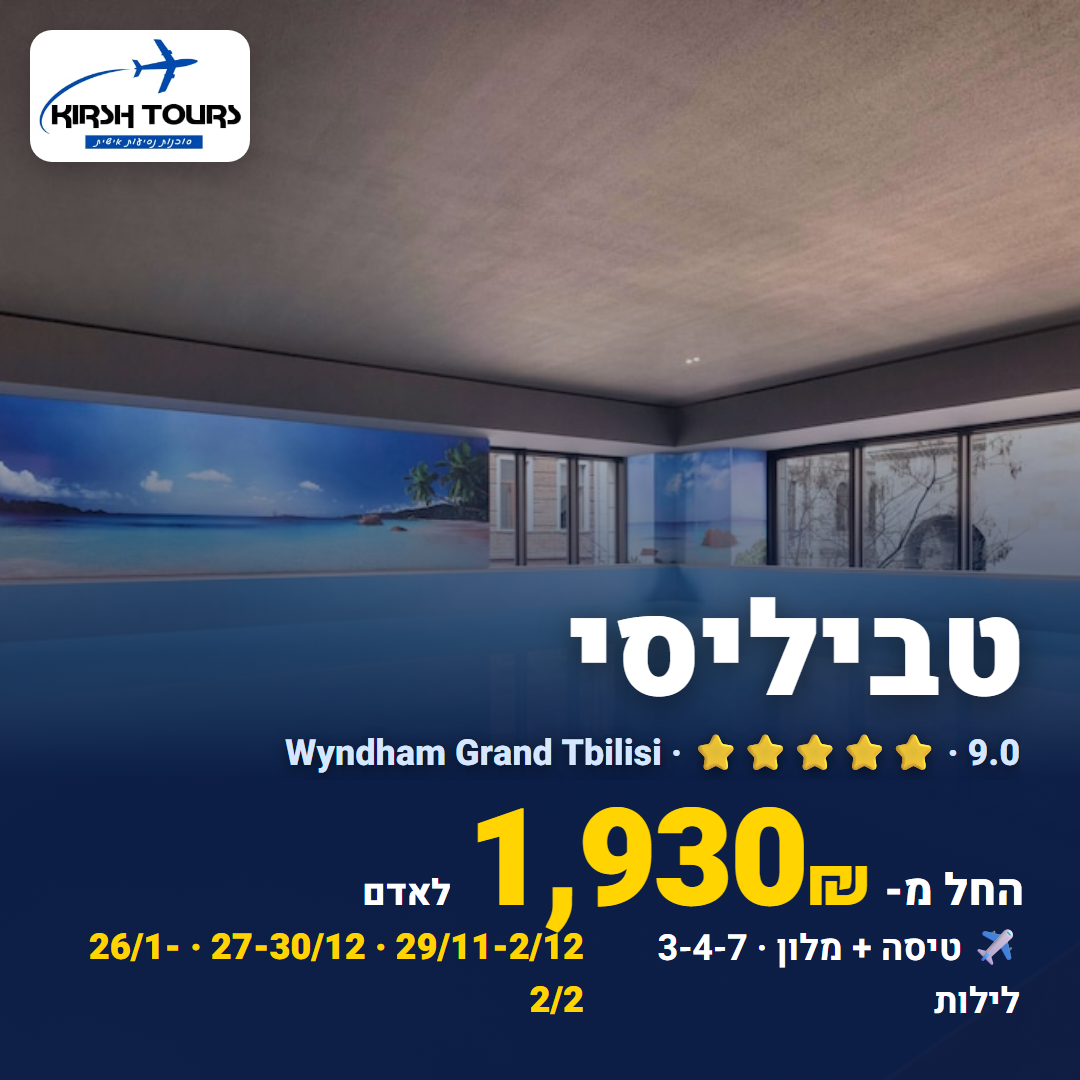 KIRSH TOURS
סוכנות נסיעות אישית
טביליסי
Wyndham Grand Tbilisi · ⭐⭐⭐⭐⭐ · 9.0
החל מ- ₪1,930 לאדם
✈️ טיסה + מלון · 3-4-7 לילות
29/11-2/12 · 27-30/12 · 26/1-2/2